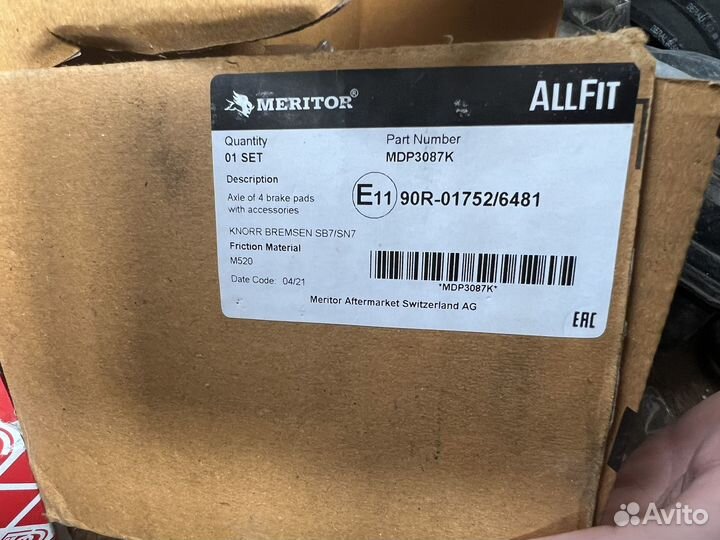 MERITOR®
ALLFIT
Quantity
01 SET
Part Number
MDP3087K
Description
Axle of 4 brake pads
with accessories
E11 90R-01752/6481
KNORR BREMSEN SB7/SN7
Friction Material
M520
Date Code: 04/21
*MDP3087K*
Meritor Aftermarket Switzerland AG
EAC
Avito